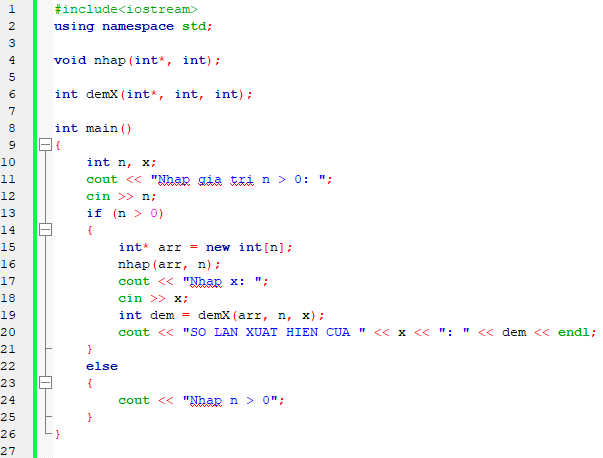 1 #include<iostream>
2 using namespace std;
3
4 void nhap(int*, int);
5
6 int demX(int*, int, int);
7
8 int main()
9 {
10 int n, x;
11 cout << "Nhap gia tri n > 0: ";
12 cin >> n;
13 if (n > 0)
14 {
15 int* arr = new int[n];
16 nhap(arr, n);
17 cout << "Nhap x: ";
18 cin >> x;
19 int dem = demX(arr, n, x);
20 cout << "SO LAN XUAT HIEN CUA " << x << ": " << dem << endl;
21 }
22 else
23 {
24 cout << "Nhap n > 0";
25 }
26 }
27